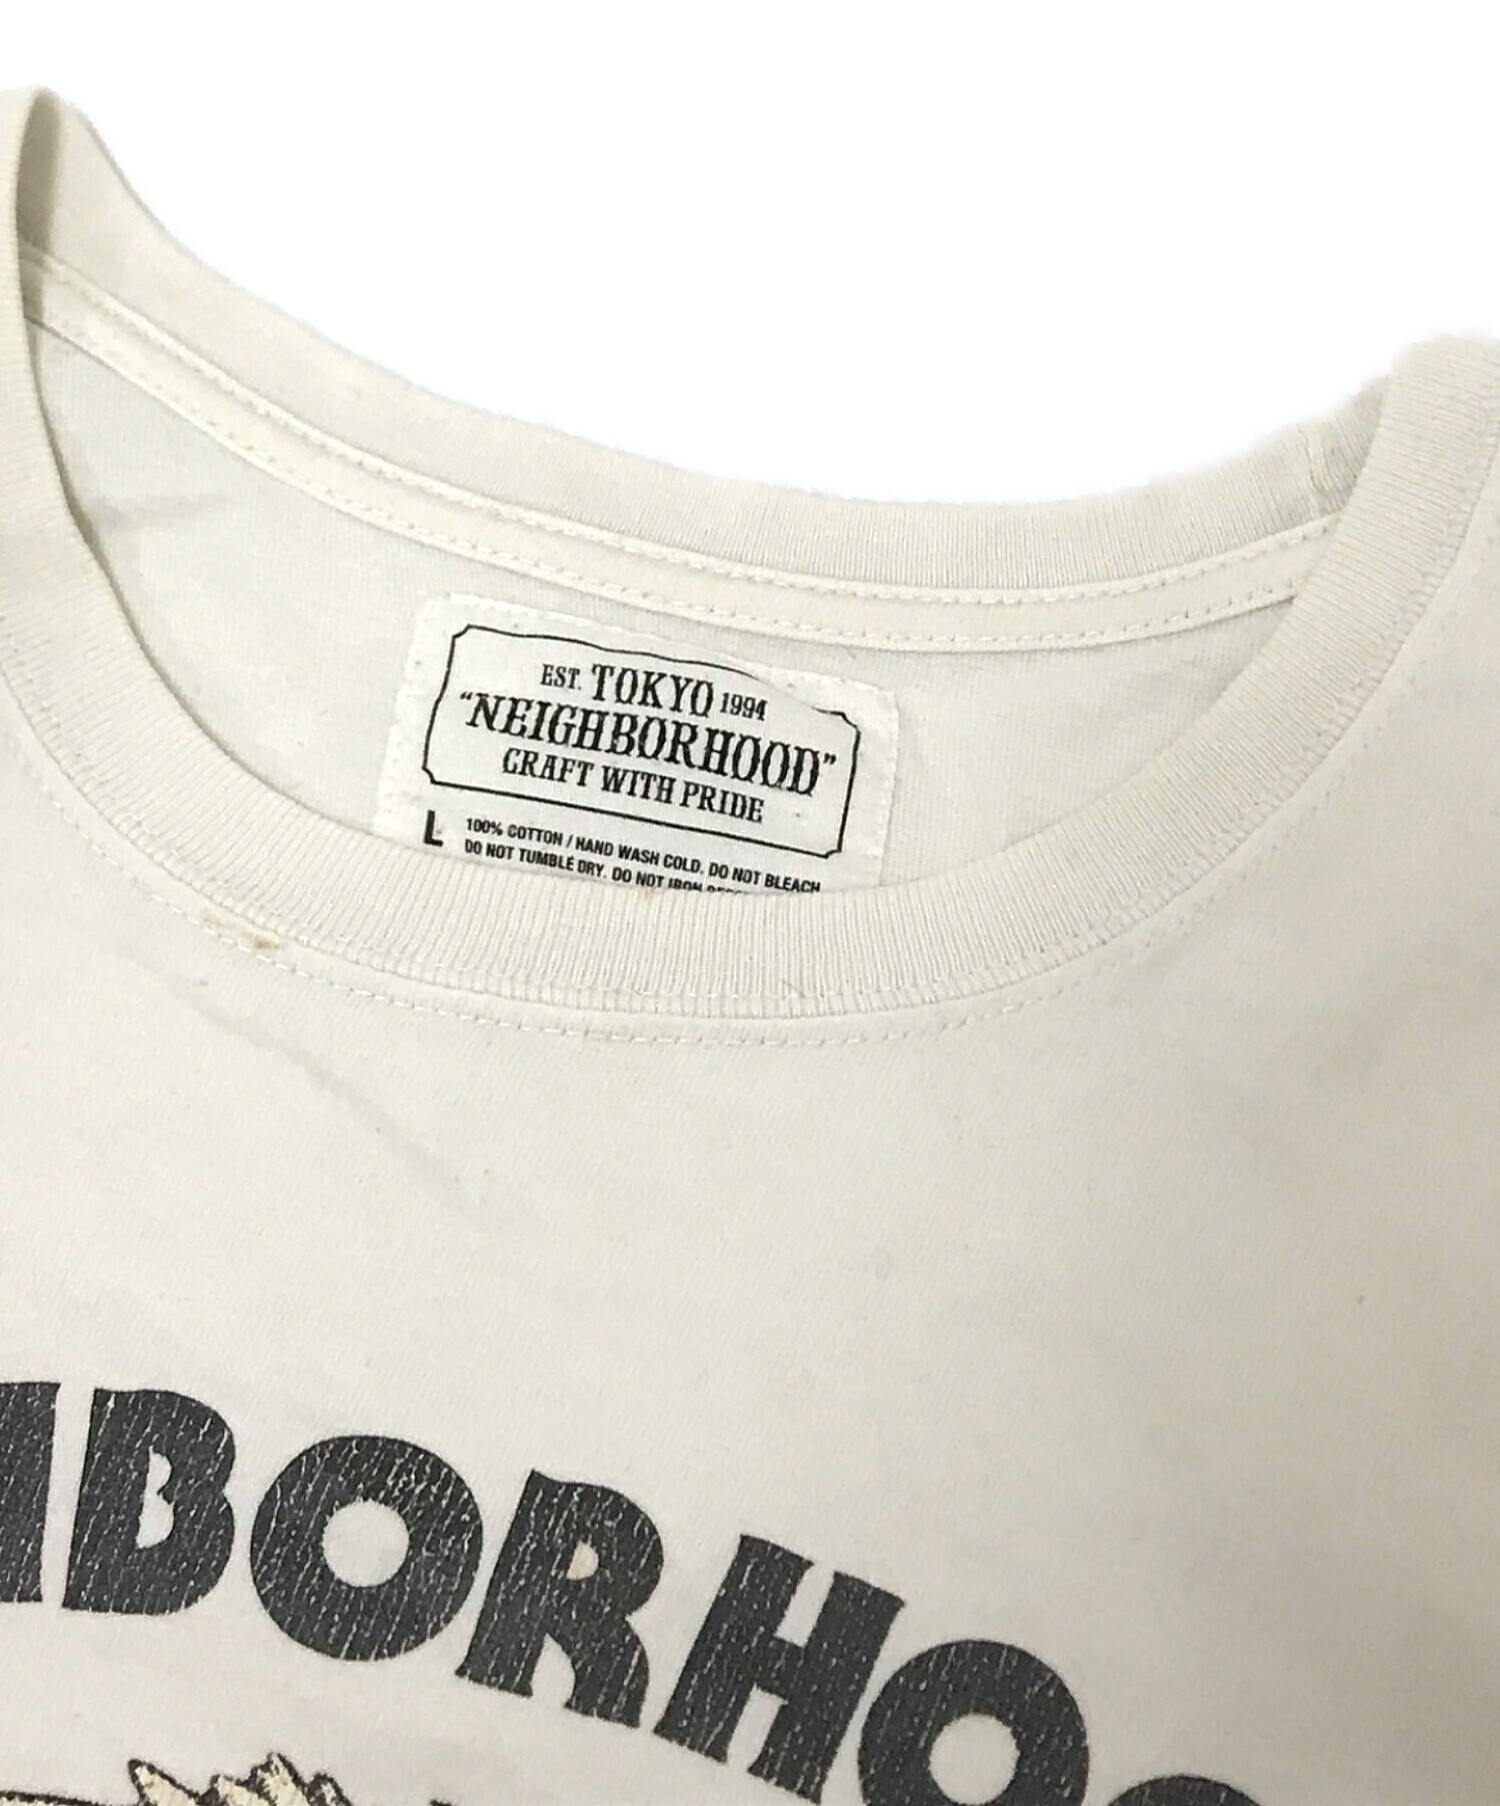 EST. TOKYO 1994
"NEIGHBORHOOD"
CRAFT WITH PRIDE
L
100% COTTON / HAND WASH COLD. DO NOT BLEACH
DO NOT TUMBLE DRY. DO NOT IRON
BORHOO